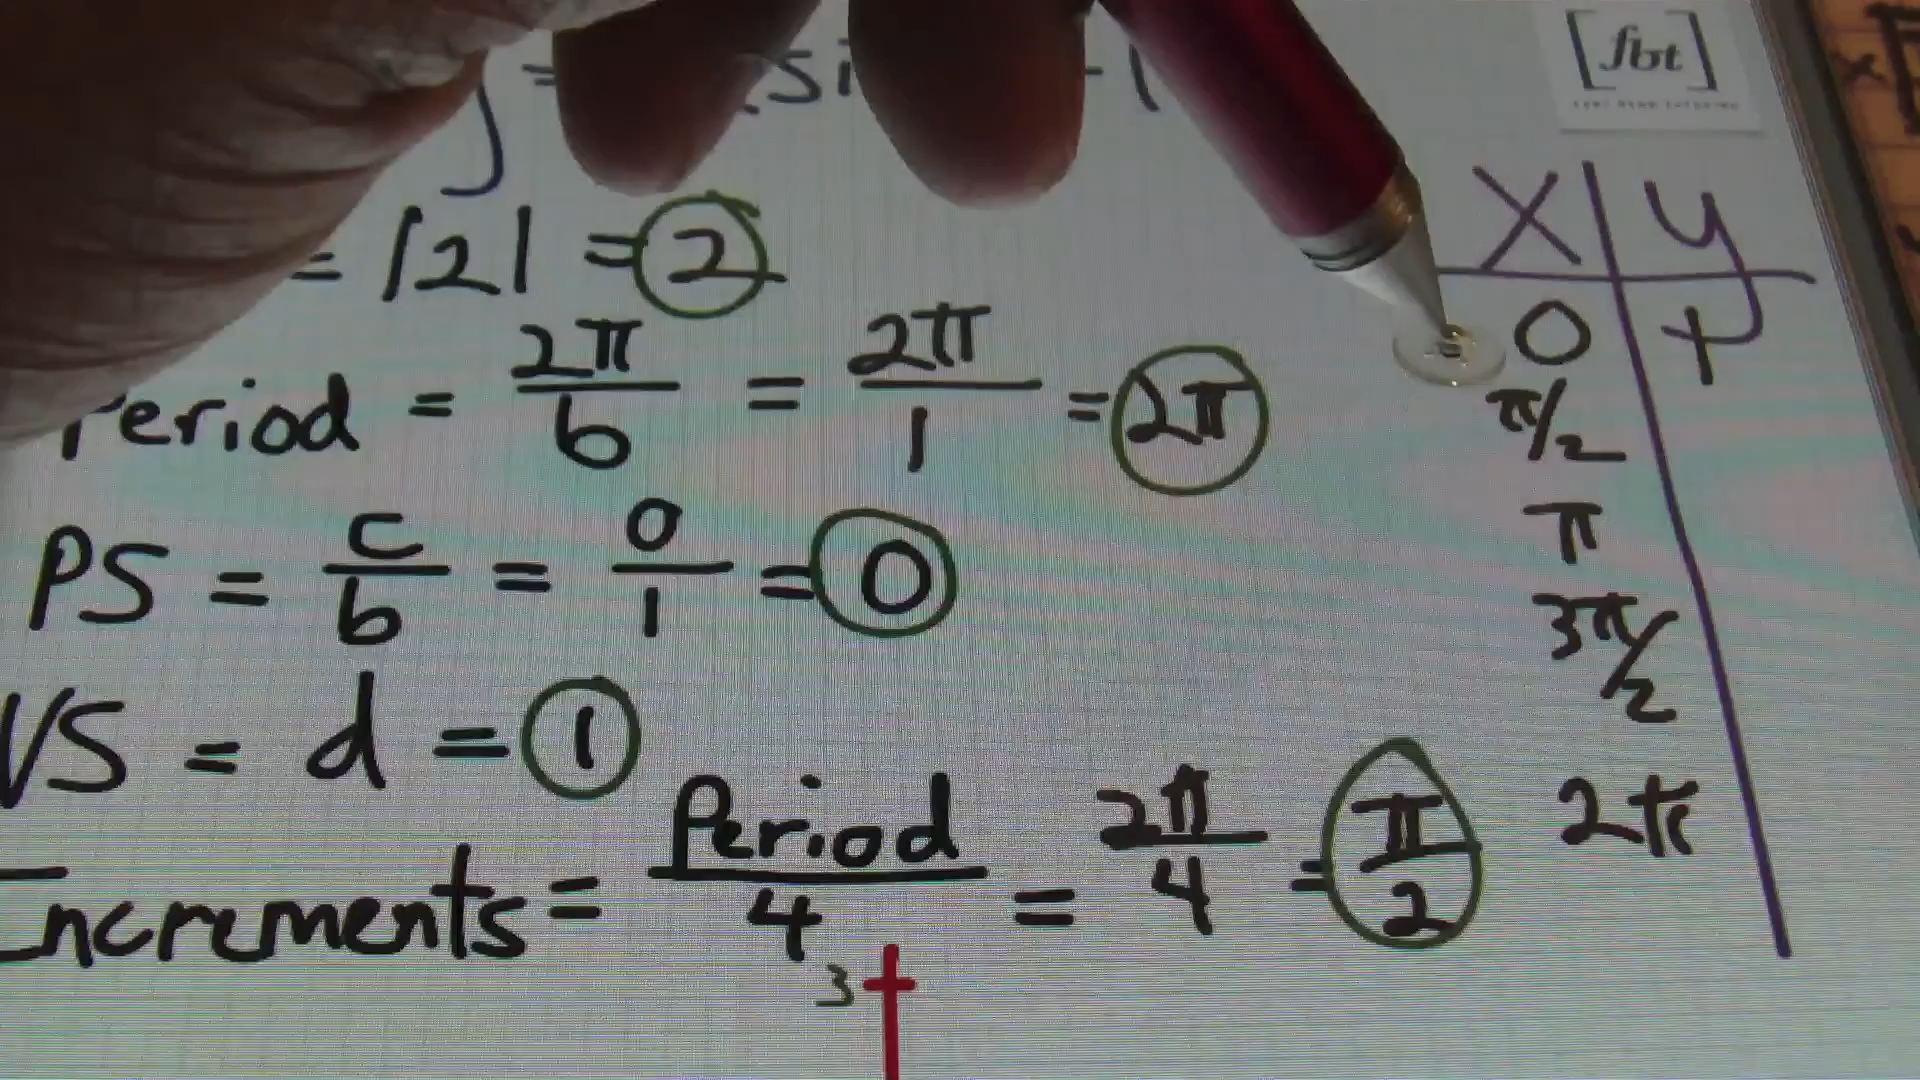 [fbt]
y = 2si + 1
x y
= |2| = 2
0 +
Period = 2π/b = 2π/1 = 2π
π/2
π
PS = c/b = 0/1 = 0
3π/2
VS = d = 1
2π
Increments = Period/4 = 2π/4 = π/2
3